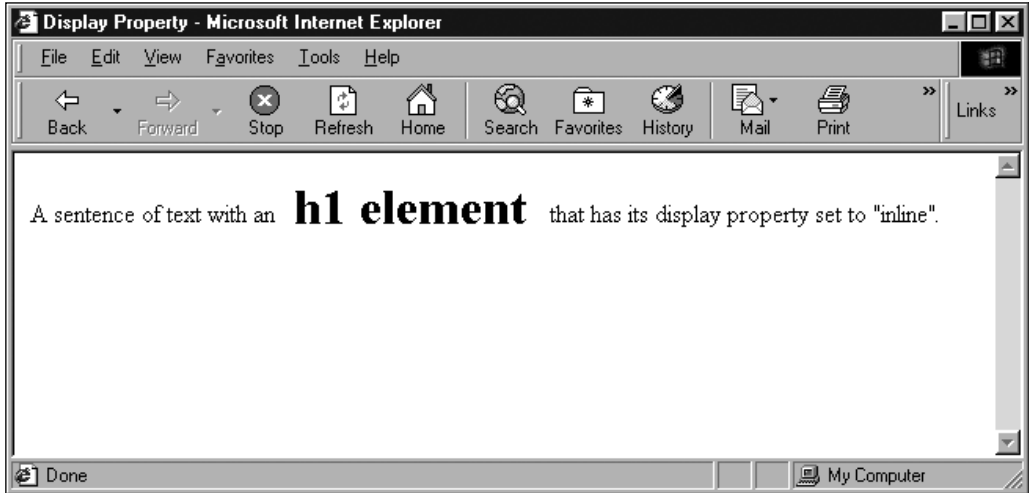 Display Property - Microsoft Internet Explorer
File Edit View Favorites Tools Help
Back Forward Stop Refresh Home Search Favorites History Mail Print » Links »
A sentence of text with an h1 element that has its display property set to "inline".
Done My Computer